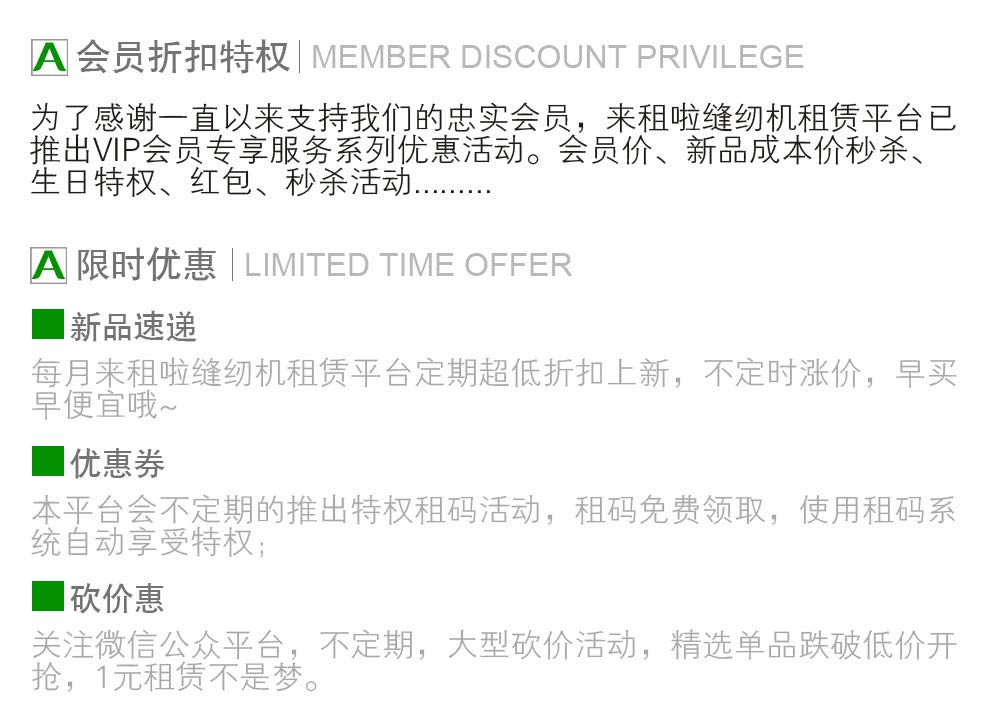 A 会员折扣特权 | MEMBER DISCOUNT PRIVILEGE
为了感谢一直以来支持我们的忠实会员，来租啦缝纫机租赁平台已
推出VIP会员专享服务系列优惠活动。会员价、新品成本价秒杀、
生日特权、红包、秒杀活动.........
A 限时优惠 | LIMITED TIME OFFER
新品速递
每月来租啦缝纫机租赁平台定期超低折扣上新，不定时涨价，早买
早便宜哦~
优惠券
本平台会不定期的推出特权租码活动，租码免费领取，使用租码系
统自动享受特权;
砍价惠
关注微信公众平台，不定期，大型砍价活动，精选单品跌破低价开
抢，1元租赁不是梦。